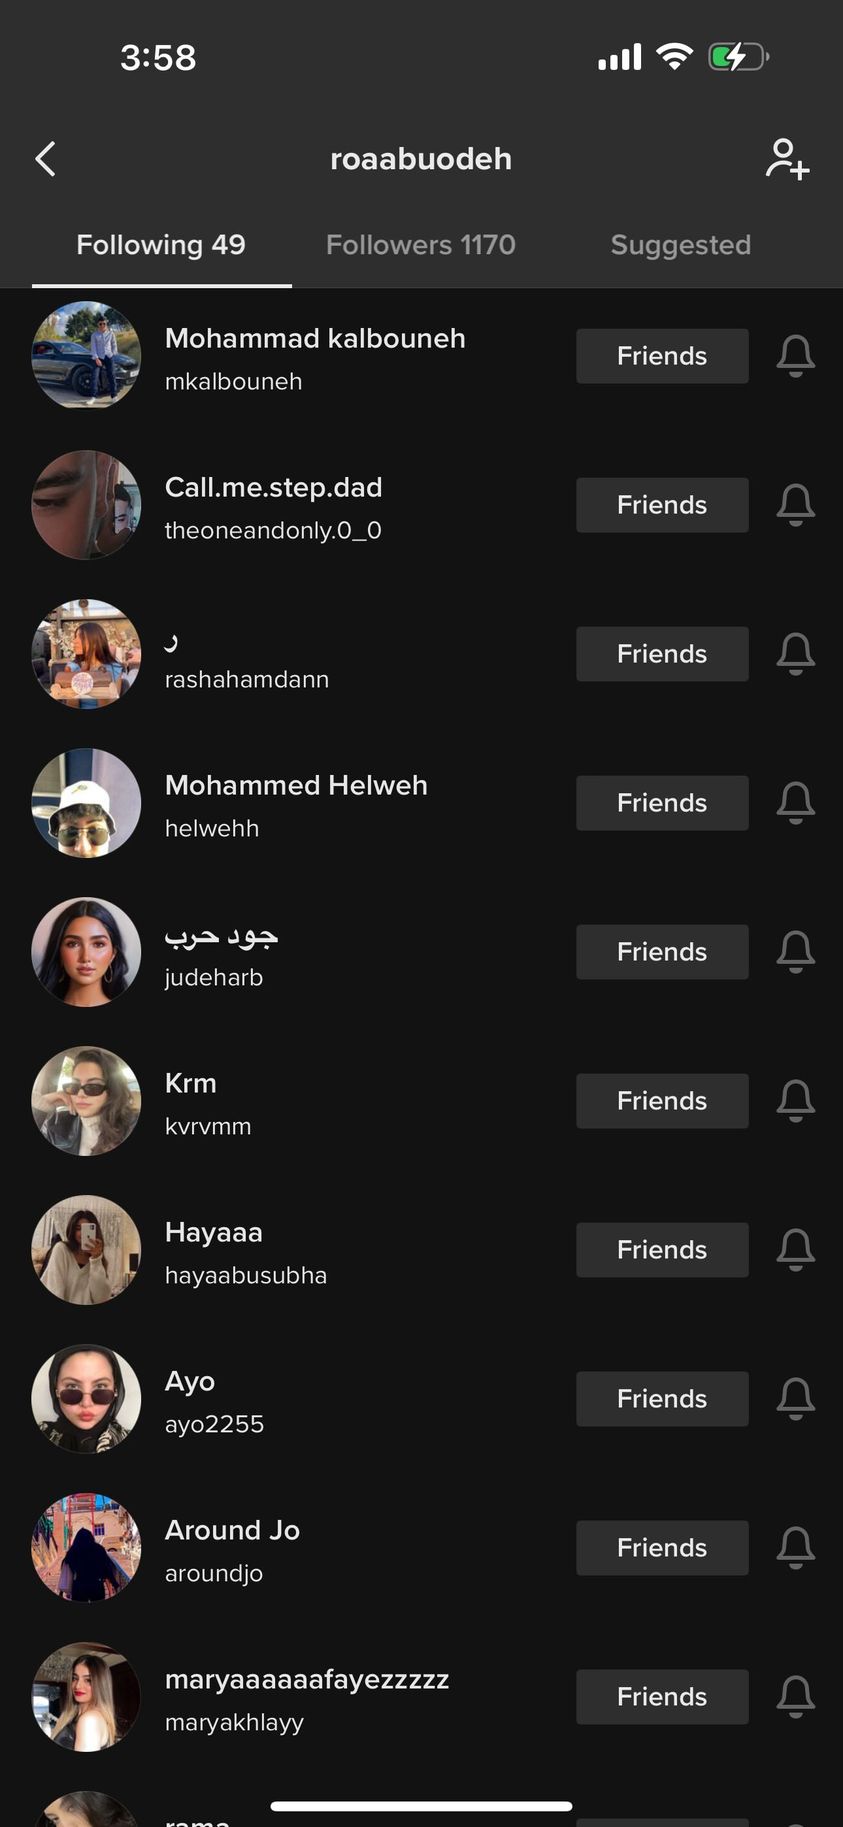 3:58
roaabuodeh
Following 49 Followers 1170 Suggested
Mohammad kalbouneh
mkalbouneh
Friends
Call.me.step.dad
theoneandonly.0_0
Friends
ر
rashahamdann
Friends
Mohammed Helweh
helwehh
Friends
جود حرب
judeharb
Friends
Krm
kvrvmm
Friends
Hayaaa
hayaabusubha
Friends
Ayo
ayo2255
Friends
Around Jo
aroundjo
Friends
maryaaaaaafayezzzzz
maryakhlayy
Friends
rama